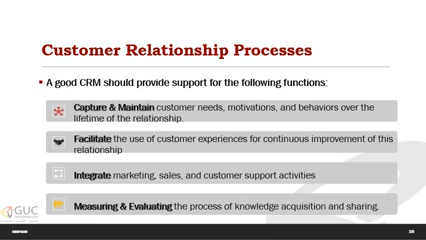 Customer Relationship Processes
A good CRM should provide support for the following functions:
Capture & Maintain customer needs, motivations, and behaviors over the
lifetime of the relationship.
Facilitate the use of customer experiences for continuous improvement of this
relationship
Integrate marketing, sales, and customer support activities
Measuring & Evaluating the process of knowledge acquisition and sharing.
GUC